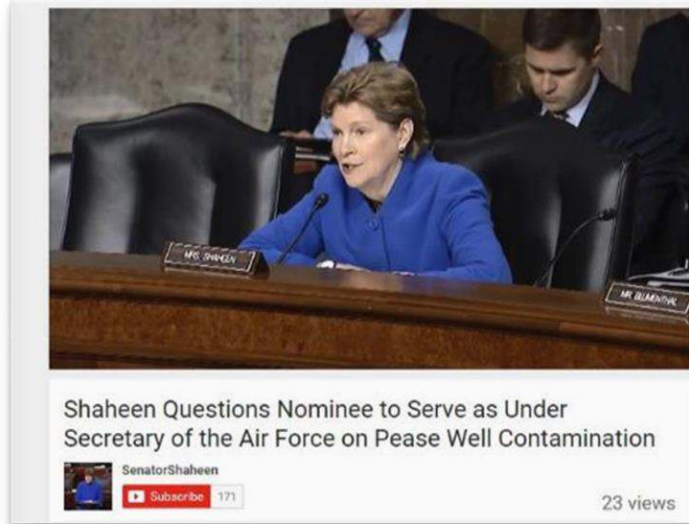 MRS. SHAHEEN
MR. BLUMENTHAL
Shaheen Questions Nominee to Serve as Under
Secretary of the Air Force on Pease Well Contamination
SenatorShaheen
Subscribe 171
23 views